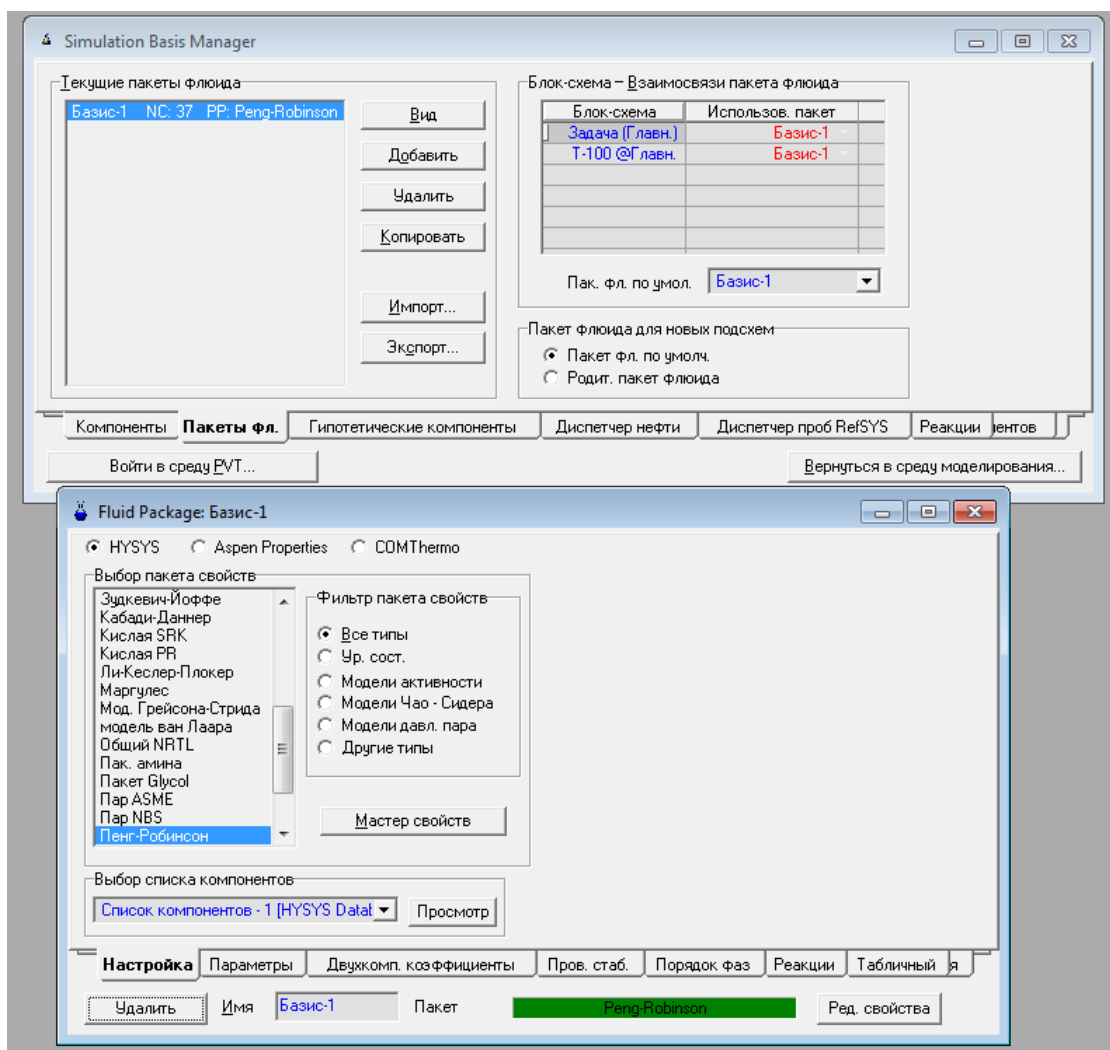 Simulation Basis Manager
Текущие пакеты флюида
Базис-1 NC: 37 PP: Peng-Robinson
Вид
Добавить
Удалить
Копировать
Импорт...
Экспорт...
Блок-схема – Взаимосвязи пакета флюида
Блок-схема Использов. пакет
Задача (Главн.) Базис-1
T-100 @Главн. Базис-1
Пак. фл. по умол. Базис-1
Пакет флюида для новых подсхем
Пакет фл. по умолч.
Родит. пакет флюида
Компоненты Пакеты фл. Гипотетические компоненты Диспетчер нефти Диспетчер проб RefSYS Реакции ентов
Войти в среду PVT... Вернуться в среду моделирования...
Fluid Package: Базис-1
HYSYS Aspen Properties COMThermo
Выбор пакета свойств
Зудкевич-Йоффе
Кабади-Даннер
Кислая SRK
Кислая PR
Ли-Кеслер-Плокер
Маргулес
Мод. Грейсона-Стрида
модель ван Лаара
Общий NRTL
Пак. амина
Пакет Glycol
Пар ASME
Пар NBS
Пенг-Робинсон
Фильтр пакета свойств
Все типы
Ур. сост.
Модели активности
Модели Чао - Сидера
Модели давл. пара
Другие типы
Мастер свойств
Выбор списка компонентов
Список компонентов - 1 [HYSYS Datab Просмотр
Настройка Параметры Двухкомп. коэффициенты Пров. стаб. Порядок фаз Реакции Табличный я
Удалить Имя Базис-1 Пакет Peng-Robinson Ред. свойства